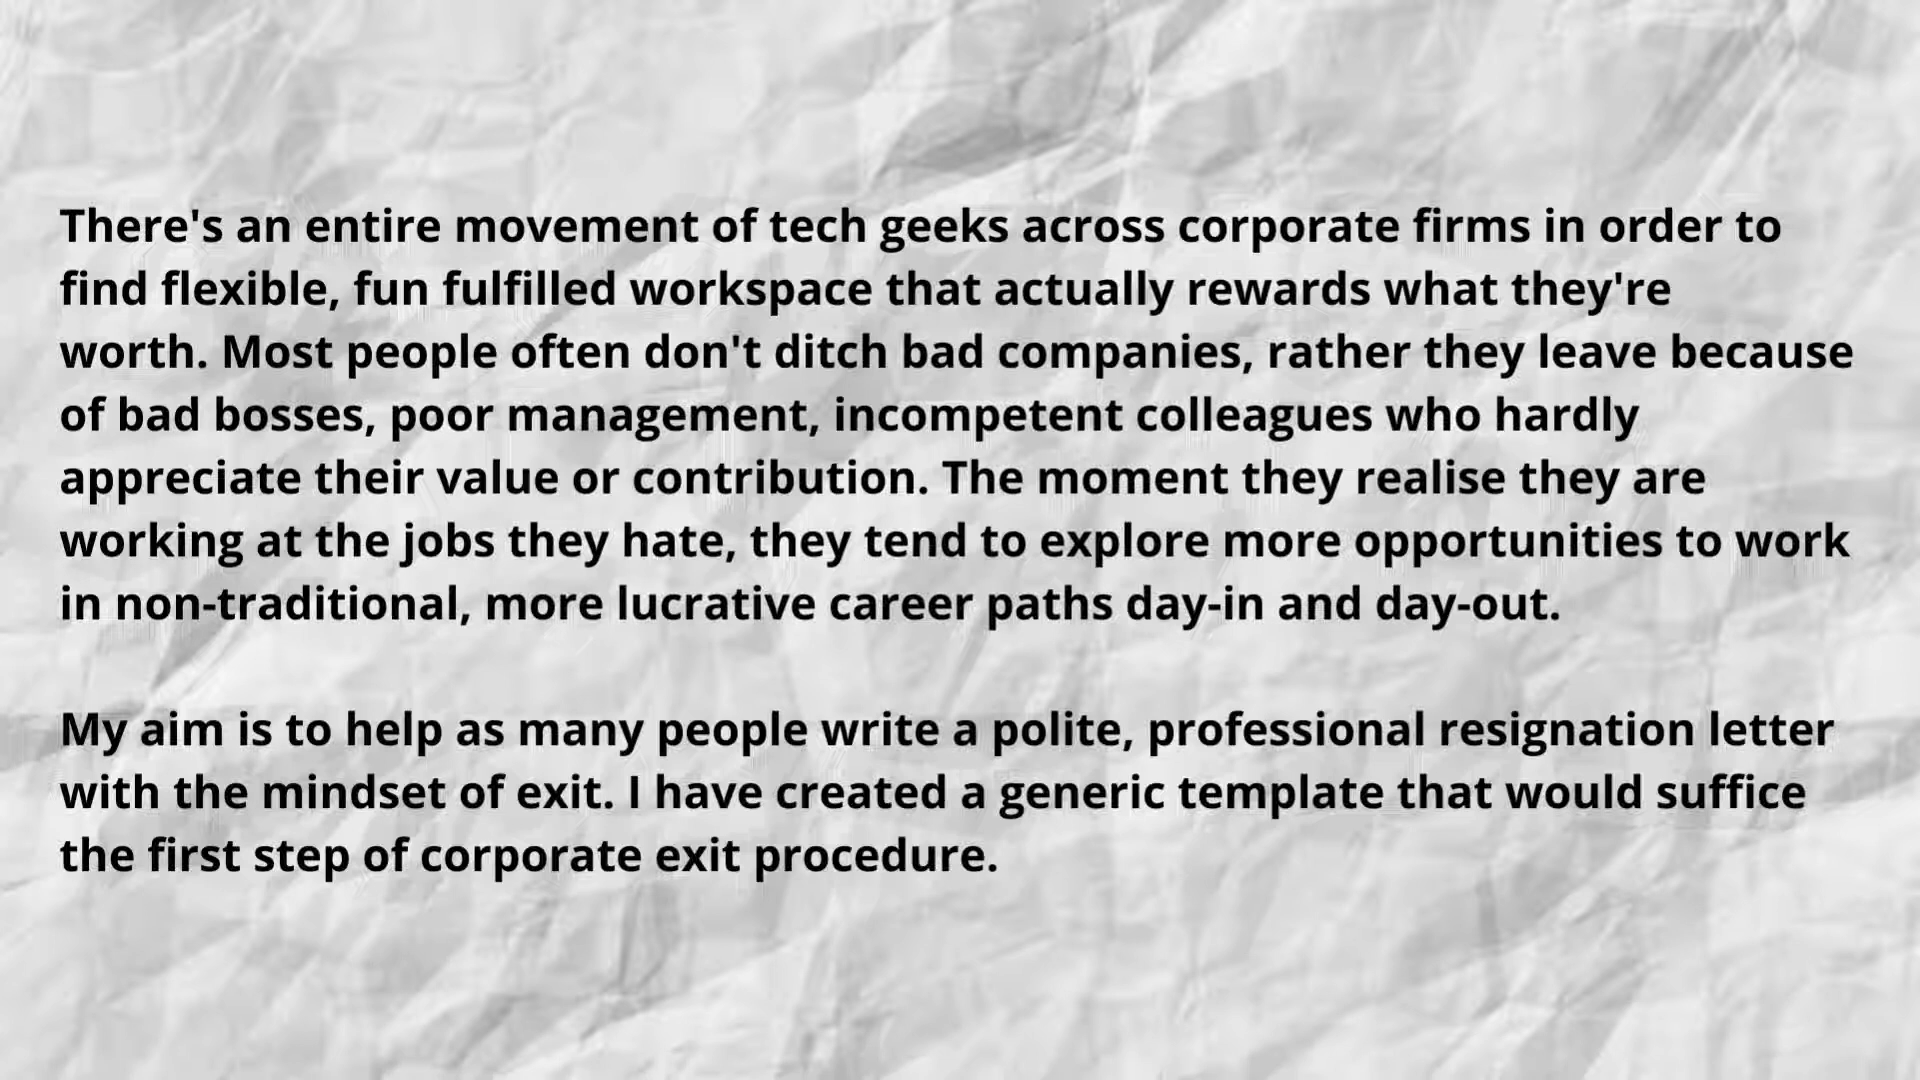 There's an entire movement of tech geeks across corporate firms in order to
find flexible, fun fulfilled workspace that actually rewards what they're
worth. Most people often don't ditch bad companies, rather they leave because
of bad bosses, poor management, incompetent colleagues who hardly
appreciate their value or contribution. The moment they realise they are
working at the jobs they hate, they tend to explore more opportunities to work
in non-traditional, more lucrative career paths day-in and day-out.
My aim is to help as many people write a polite, professional resignation letter
with the mindset of exit. I have created a generic template that would suffice
the first step of corporate exit procedure.